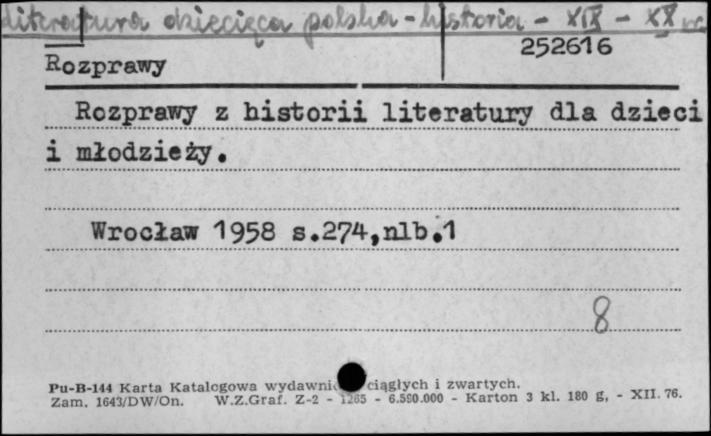 literatura dziecięca polska - historia - XIX - XX w.
252616
Rozprawy
Rozprawy z historii literatury dla dzieci
i młodzieży.
Wrocław 1958 s.274,nlb.1
8
Pu-B-144 Karta Katalogowa wydawnic ciągłych i zwartych.
Zam. 1643/DW/On. W.Z.Graf. Z-2 - 1265 - 6.590.000 - Karton 3 kl. 180 g, - XII. 76.